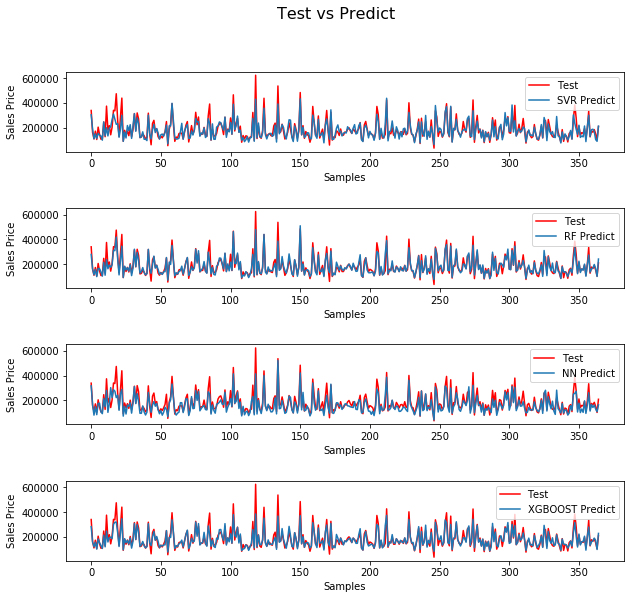 Test vs Predict
600000
400000
200000
Sales Price
Test
SVR Predict
0 50 100 150 200 250 300 350
Samples
600000
400000
200000
Sales Price
Test
RF Predict
0 50 100 150 200 250 300 350
Samples
600000
400000
200000
Sales Price
Test
NN Predict
0 50 100 150 200 250 300 350
Samples
600000
400000
200000
Sales Price
Test
XGBOOST Predict
0 50 100 150 200 250 300 350
Samples